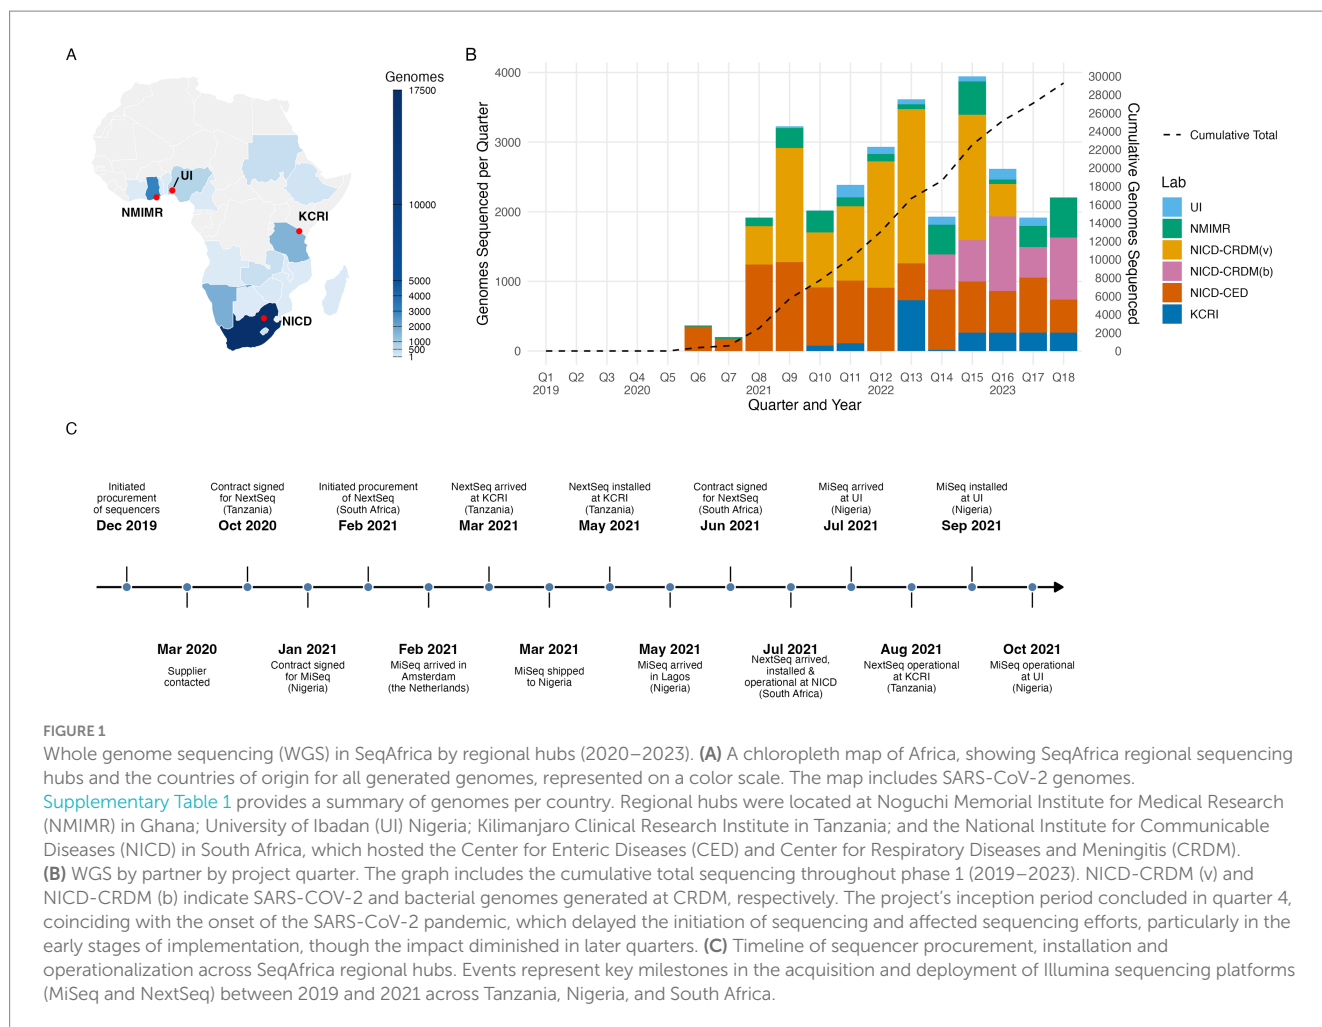 A
Genomes
17500
10000
5000
4000
3000
2000
1000
500
1
UI
NMIMR
KCRI
NICD
B
Genomes Sequenced per Quarter
4000
3000
2000
1000
0
30000
28000
26000
24000
22000
20000
18000
16000
14000
12000
10000
8000
6000
4000
2000
0
Cumulative Genomes Sequenced
Q1 Q2 Q3 Q4 Q5 Q6 Q7 Q8 Q9 Q10 Q11 Q12 Q13 Q14 Q15 Q16 Q17 Q18
2019 2020 2021 2022 2023
Quarter and Year
Cumulative Total
Lab
UI
NMIMR
NICD-CRDM(v)
NICD-CRDM(b)
NICD-CED
KCRI
C
Initiated
procurement
of sequencers
Dec 2019
Contract signed
for NextSeq
(Tanzania)
Oct 2020
Initiated procurement
of NextSeq
(South Africa)
Feb 2021
NextSeq arrived
at KCRI
(Tanzania)
Mar 2021
NextSeq installed
at KCRI
(Tanzania)
May 2021
Contract signed
for NextSeq
(South Africa)
Jun 2021
MiSeq arrived
at UI
(Nigeria)
Jul 2021
MiSeq installed
at UI
(Nigeria)
Sep 2021
Mar 2020
Supplier
contacted
Jan 2021
Contract signed
for MiSeq
(Nigeria)
Feb 2021
MiSeq arrived in
Amsterdam
(the Netherlands)
Mar 2021
MiSeq shipped
to Nigeria
May 2021
MiSeq arrived
in Lagos
(Nigeria)
Jul 2021
NextSeq arrived,
installed &
operational at NICD
(South Africa)
Aug 2021
NextSeq operational
at KCRI
(Tanzania)
Oct 2021
MiSeq operational
at UI
(Nigeria)
FIGURE 1
Whole genome sequencing (WGS) in SeqAfrica by regional hubs (2020–2023). (A) A chloropleth map of Africa, showing SeqAfrica regional sequencing
hubs and the countries of origin for all generated genomes, represented on a color scale. The map includes SARS-CoV-2 genomes.
Supplementary Table 1 provides a summary of genomes per country. Regional hubs were located at Noguchi Memorial Institute for Medical Research
(NMIMR) in Ghana; University of Ibadan (UI) Nigeria; Kilimanjaro Clinical Research Institute in Tanzania; and the National Institute for Communicable
Diseases (NICD) in South Africa, which hosted the Center for Enteric Diseases (CED) and Center for Respiratory Diseases and Meningitis (CRDM).
(B) WGS by partner by project quarter. The graph includes the cumulative total sequencing throughout phase 1 (2019–2023). NICD-CRDM (v) and
NICD-CRDM (b) indicate SARS-COV-2 and bacterial genomes generated at CRDM, respectively. The project's inception period concluded in quarter 4,
coinciding with the onset of the SARS-CoV-2 pandemic, which delayed the initiation of sequencing and affected sequencing efforts, particularly in the
early stages of implementation, though the impact diminished in later quarters. (C) Timeline of sequencer procurement, installation and
operationalization across SeqAfrica regional hubs. Events represent key milestones in the acquisition and deployment of Illumina sequencing platforms
(MiSeq and NextSeq) between 2019 and 2021 across Tanzania, Nigeria, and South Africa.